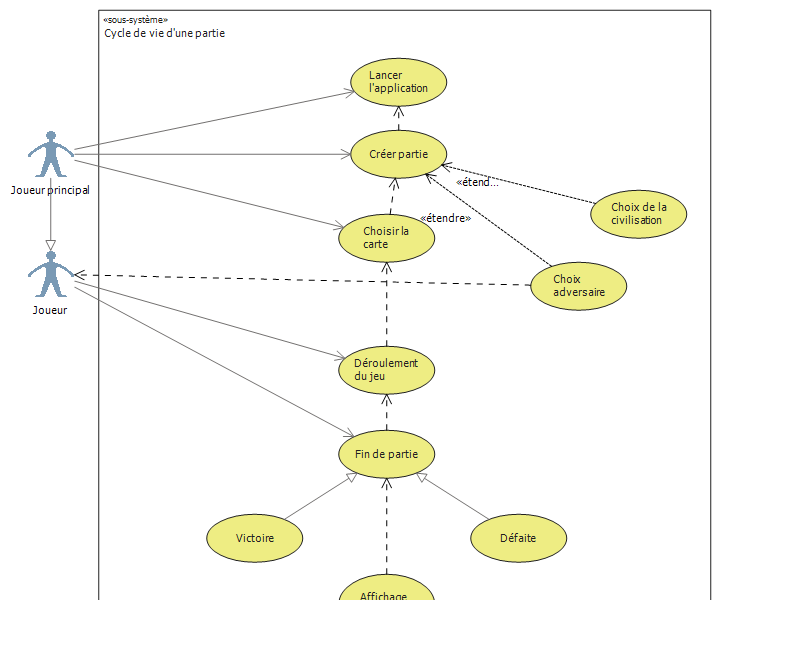 «sous-système»
Cycle de vie d'une partie
Lancer
l'application
Créer partie
Joueur principal
«étend...
Choix de la
civilisation
«étendre»
Choisir la
carte
Choix
adversaire
Joueur
Déroulement
du jeu
Fin de partie
Victoire
Défaite
Affichage